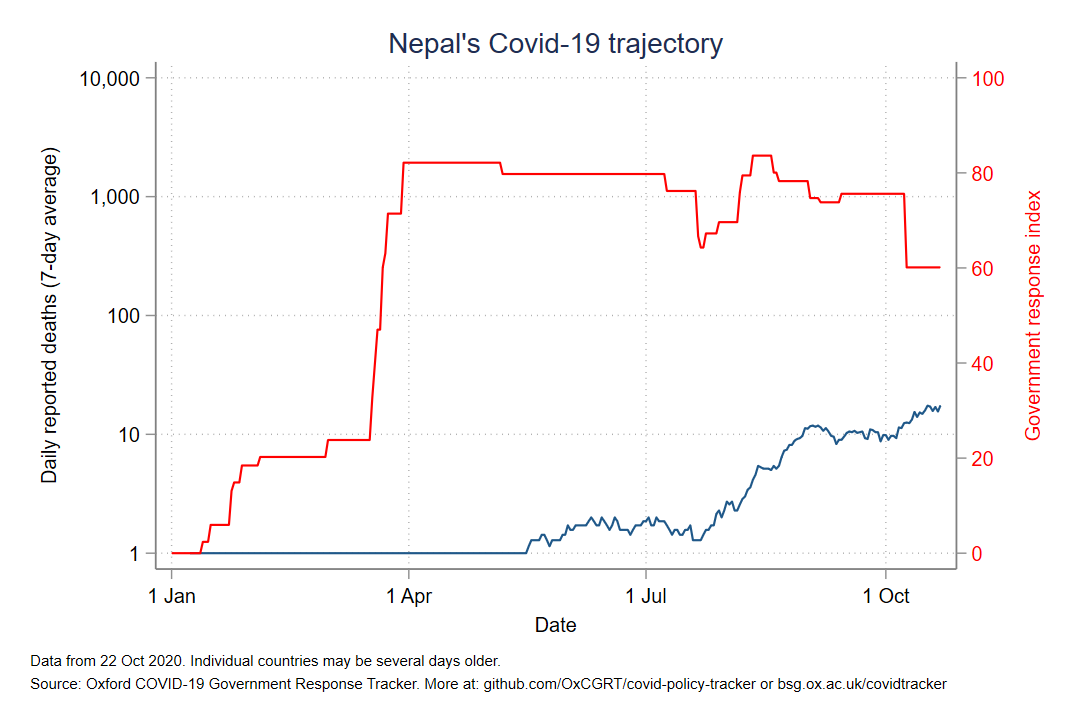 Nepal's Covid-19 trajectory
10,000
1,000
100
10
1
Daily reported deaths (7-day average)
100
80
60
40
20
0
Government response index
1 Jan
1 Apr
1 Jul
1 Oct
Date
Data from 22 Oct 2020. Individual countries may be several days older.
Source: Oxford COVID-19 Government Response Tracker. More at: github.com/OxCGRT/covid-policy-tracker or bsg.ox.ac.uk/covidtracker